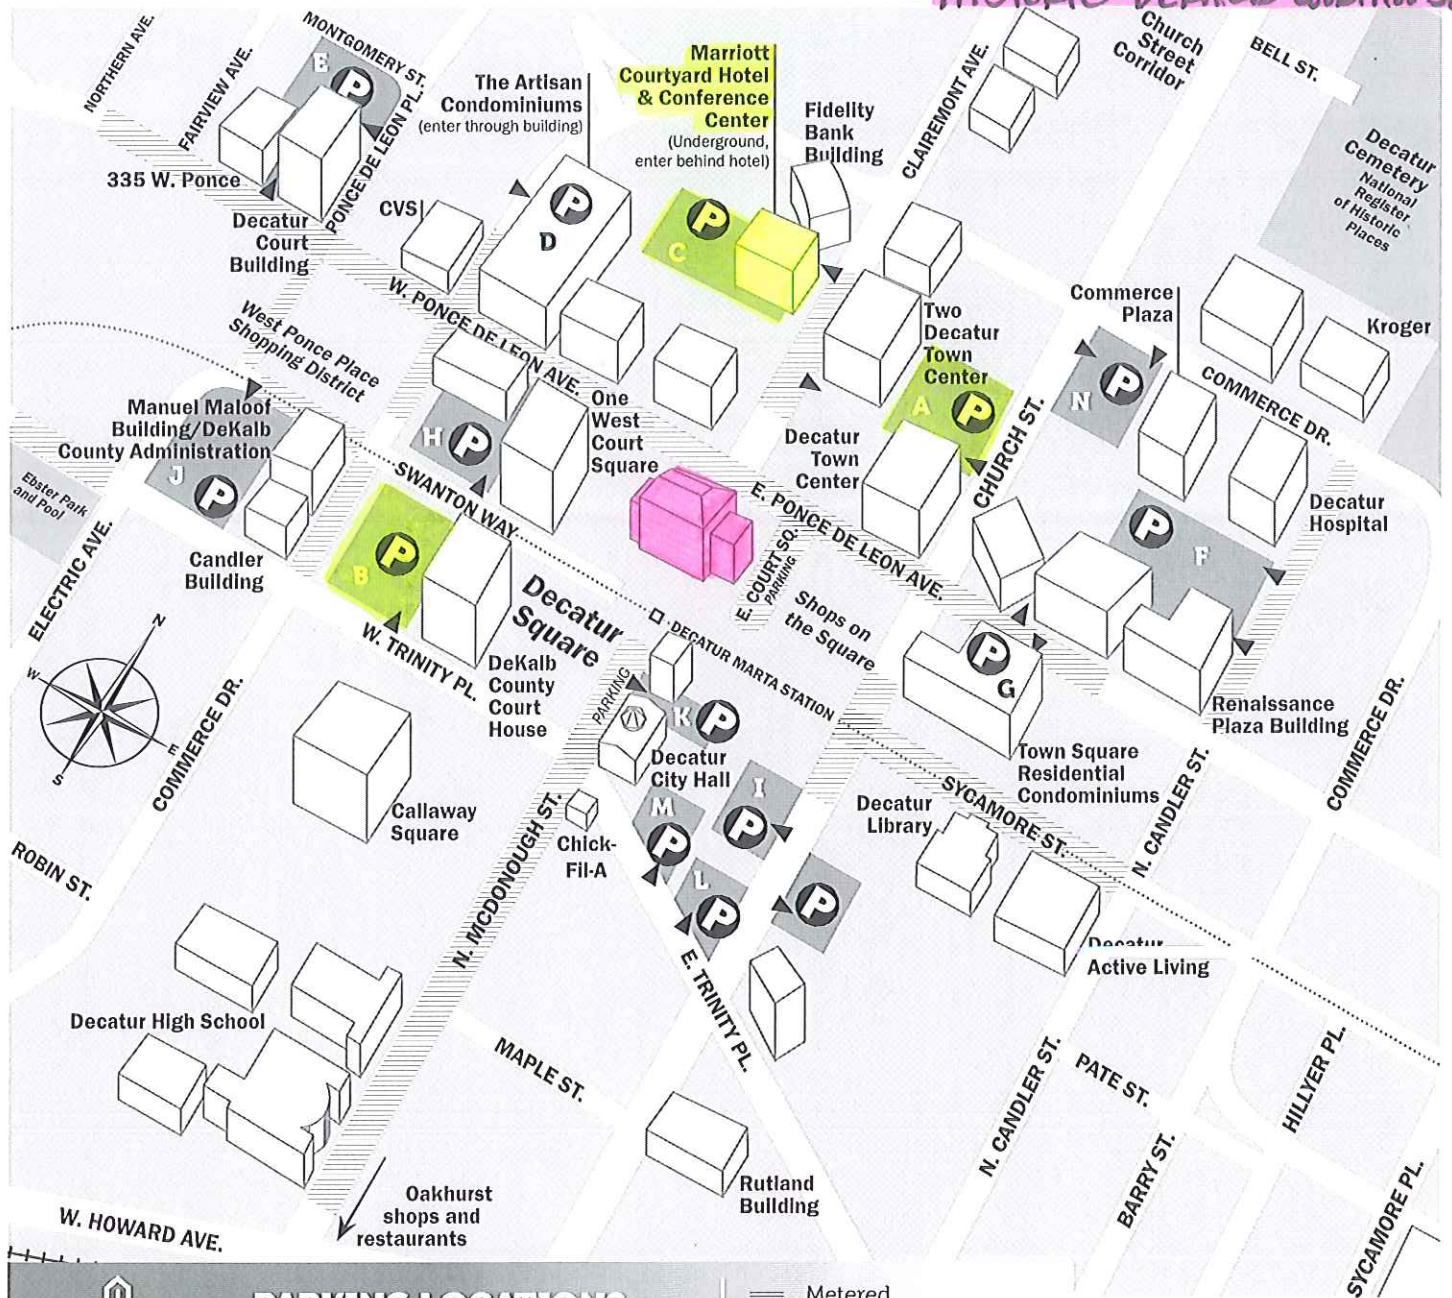 HISTORIC DEKALB COURTHOUSE
NORTHERN AVE.
FAIRVIEW AVE.
MONTGOMERY ST.
PONCE DE LEON PL.
E
P
335 W. Ponce
Decatur
Court
Building
CVS
The Artisan
Condominiums
(enter through building)
P
D
Marriott
Courtyard Hotel
& Conference
Center
(Underground,
enter behind hotel)
P
C
Fidelity
Bank
Building
CLAIREMONT AVE.
Church
Street
Corridor
BELL ST.
Decatur
Cemetery
National
Register
of Historic
Places
W. PONCE DE LEON AVE.
West Ponce Place
Shopping District
Two
Decatur
Town
Center
A
P
Commerce
Plaza
N
P
Kroger
COMMERCE DR.
CHURCH ST.
Manuel Maloof
Building/DeKalb
County Administration
J
P
H
P
One
West
Court
Square
Decatur
Town
Center
E. PONCE DE LEON AVE.
Decatur
Hospital
P
F
Ebster Park
and Pool
SWANTON WAY
ELECTRIC AVE.
Candler
Building
B
P
Decatur
Square
E. COURT SQ.
PARKING
Shops on
the Square
W. TRINITY PL.
DeKalb
County
Court
House
DECATUR MARTA STATION
PARKING
K
P
Decatur
City Hall
P
G
Renaissance
Plaza Building
Town Square
Residential
Condominiums
N
W
E
S
COMMERCE DR.
Callaway
Square
N. MCDONOUGH ST.
Chick-
Fil-A
M
P
I
P
L
P
P
Decatur
Library
SYCAMORE ST.
N. CANDLER ST.
COMMERCE DR.
ROBIN ST.
Decatur
Active Living
E. TRINITY PL.
Decatur High School
MAPLE ST.
N. CANDLER ST.
PATE ST.
HILLYER PL.
BARRY ST.
SYCAMORE PL.
Rutland
Building
Oakhurst
shops and
restaurants
W. HOWARD AVE.
PARKING LOCATIONS
Metered